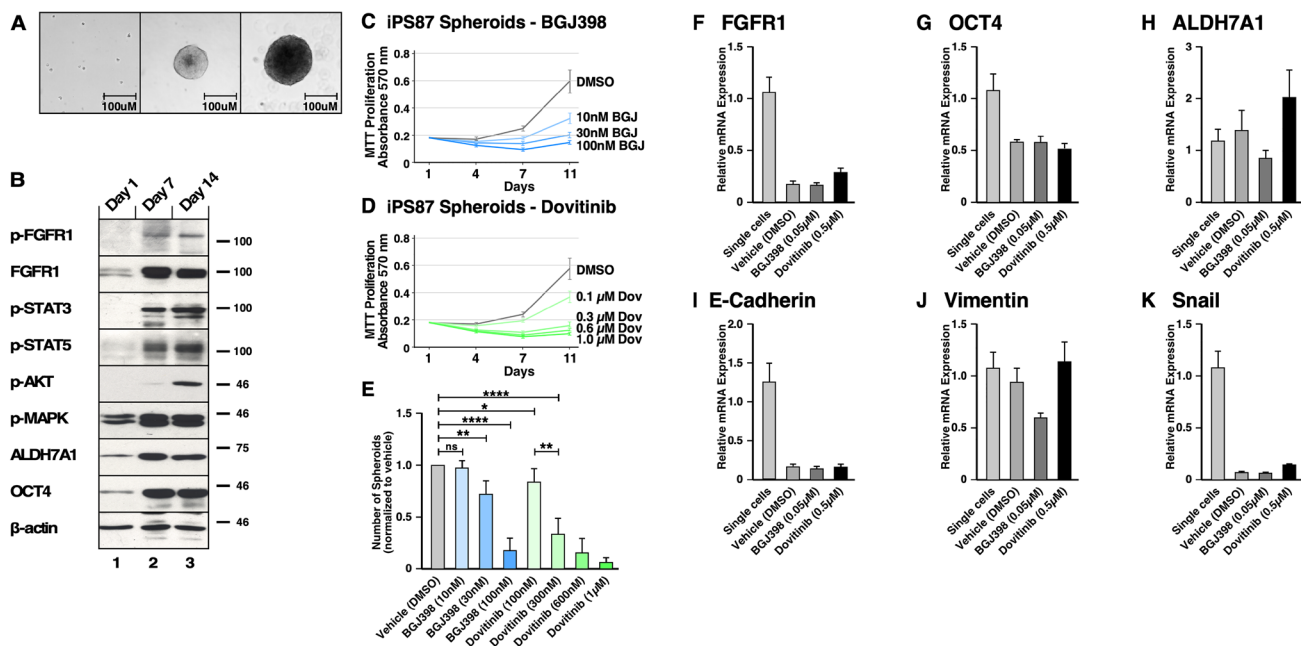 A
100uM
100uM
100uM
B
Day 1
Day 7
Day 14
p-FGFR1
100
FGFR1
100
p-STAT3
100
p-STAT5
100
p-AKT
46
p-MAPK
46
ALDH7A1
75
OCT4
46
β-actin
46
1 2 3
C iPS87 Spheroids - BGJ398
MTT Proliferation
Absorbance 570 nm
0.8
0.6
0.4
0.2
0
1 4 7 11
Days
DMSO
10nM BGJ
30nM BGJ
100nM BGJ
D iPS87 Spheroids - Dovitinib
MTT Proliferation
Absorbance 570 nm
0.8
0.6
0.4
0.2
0
1 4 7 11
Days
DMSO
0.1 µM Dov
0.3 µM Dov
0.6 µM Dov
1.0 µM Dov
E
Number of Spheroids
(normalized to vehicle)
1.5
1.0
0.5
0
****
*
****
**
ns
**
Vehicle (DMSO)
BGJ398 (10nM)
BGJ398 (30nM)
BGJ398 (100nM)
Dovitinib (100nM)
Dovitinib (300nM)
Dovitinib (600nM)
Dovitinib (1µM)
F FGFR1
Relative mRNA Expression
1.5
1.0
0.5
0
Single cells
Vehicle (DMSO)
BGJ398 (0.05µM)
Dovitinib (0.5µM)
G OCT4
Relative mRNA Expression
1.5
1.0
0.5
0
Single cells
Vehicle (DMSO)
BGJ398 (0.05µM)
Dovitinib (0.5µM)
H ALDH7A1
Relative mRNA Expression
3
2
1
0
Single cells
Vehicle (DMSO)
BGJ398 (0.05µM)
Dovitinib (0.5µM)
I E-Cadherin
Relative mRNA Expression
2.0
1.5
1.0
0.5
0
Single cells
Vehicle (DMSO)
BGJ398 (0.05µM)
Dovitinib (0.5µM)
J Vimentin
Relative mRNA Expression
1.5
1.0
0.5
0
Single cells
Vehicle (DMSO)
BGJ398 (0.05µM)
Dovitinib (0.5µM)
K Snail
Relative mRNA Expression
1.5
1.0
0.5
0
Single cells
Vehicle (DMSO)
BGJ398 (0.05µM)
Dovitinib (0.5µM)